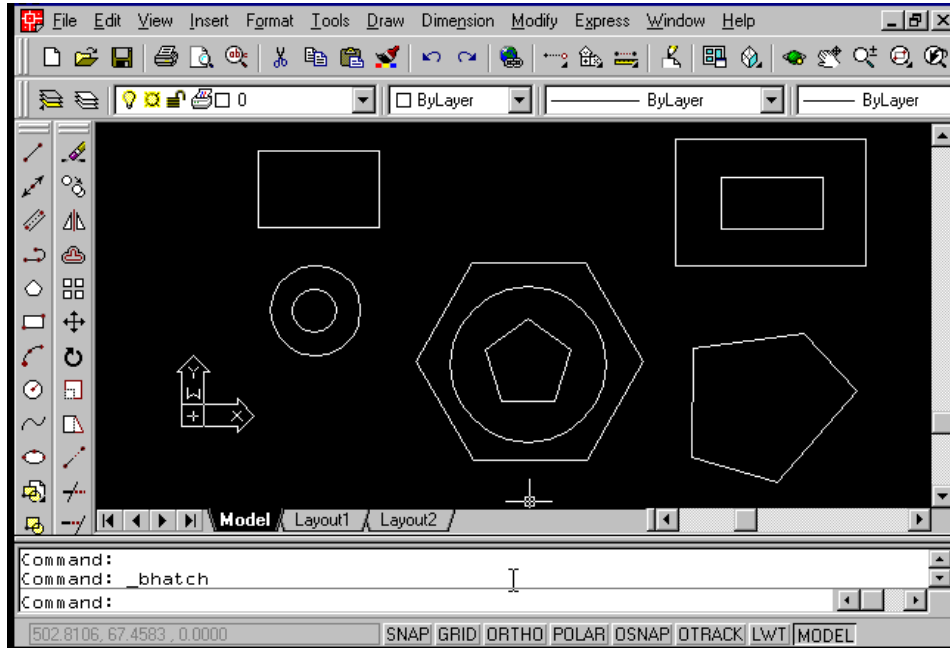 File Edit View Insert Format Tools Draw Dimension Modify Express Window Help
0 ByLayer ByLayer ByLayer
Y
W
X
Model Layout1 Layout2
Command:
Command: _bhatch
Command:
502.8106, 67.4583 , 0.0000 SNAP GRID ORTHO POLAR OSNAP OTRACK LWT MODEL